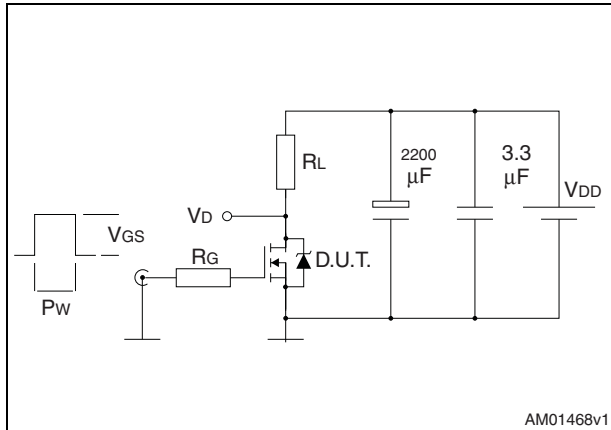 RL
2200
μF
3.3
μF
VDD
VD
VGS
RG
D.U.T.
PW
AM01468v1